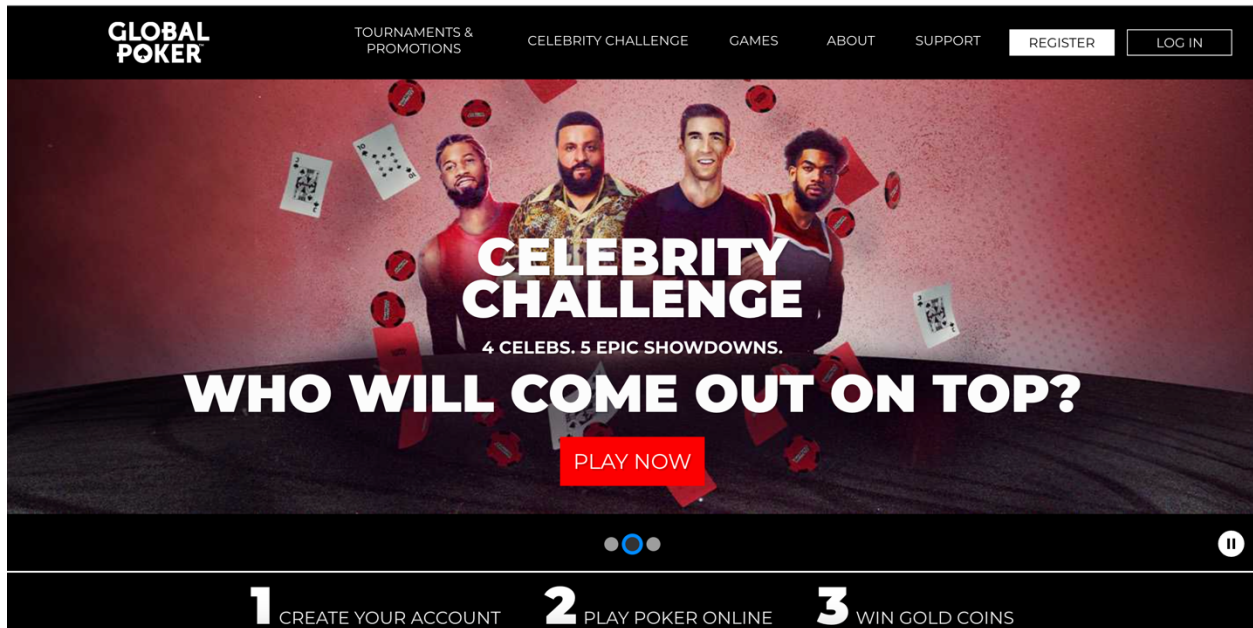 GLOBAL
POKER
TOURNAMENTS &
PROMOTIONS
CELEBRITY CHALLENGE
GAMES
ABOUT
SUPPORT
REGISTER
LOG IN
CELEBRITY
CHALLENGE
4 CELEBS. 5 EPIC SHOWDOWNS.
WHO WILL COME OUT ON TOP?
PLAY NOW
1 CREATE YOUR ACCOUNT
2 PLAY POKER ONLINE
3 WIN GOLD COINS